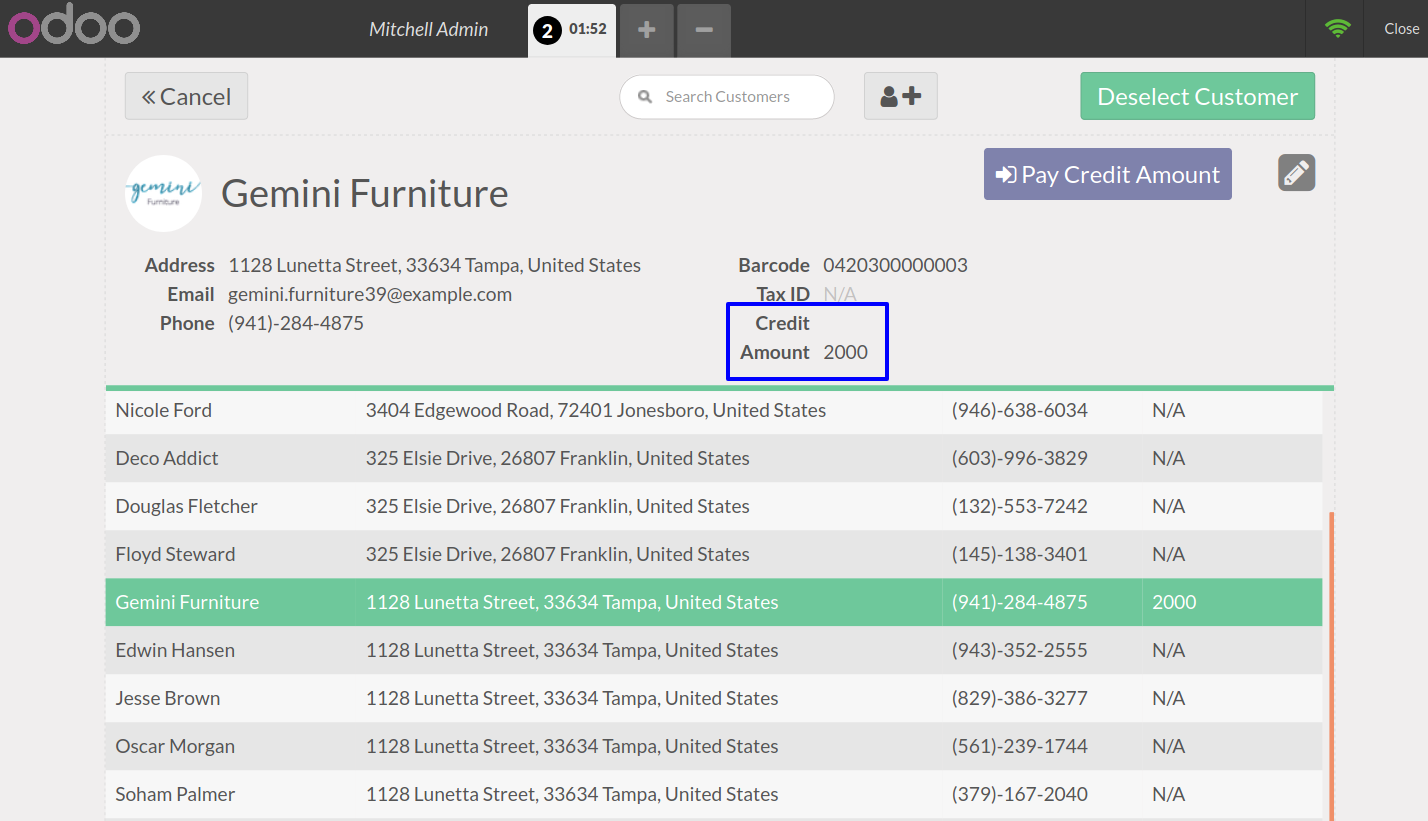 odoo
Mitchell Admin
2 01:52
Close
Cancel
Search Customers
Deselect Customer
gemini
Furniture
Gemini Furniture
Pay Credit Amount
Address 1128 Lunetta Street, 33634 Tampa, United States
Email gemini.furniture39@example.com
Phone (941)-284-4875
Barcode 0420300000003
Tax ID N/A
Credit
Amount 2000
Nicole Ford 3404 Edgewood Road, 72401 Jonesboro, United States (946)-638-6034 N/A
Deco Addict 325 Elsie Drive, 26807 Franklin, United States (603)-996-3829 N/A
Douglas Fletcher 325 Elsie Drive, 26807 Franklin, United States (132)-553-7242 N/A
Floyd Steward 325 Elsie Drive, 26807 Franklin, United States (145)-138-3401 N/A
Gemini Furniture 1128 Lunetta Street, 33634 Tampa, United States (941)-284-4875 2000
Edwin Hansen 1128 Lunetta Street, 33634 Tampa, United States (943)-352-2555 N/A
Jesse Brown 1128 Lunetta Street, 33634 Tampa, United States (829)-386-3277 N/A
Oscar Morgan 1128 Lunetta Street, 33634 Tampa, United States (561)-239-1744 N/A
Soham Palmer 1128 Lunetta Street, 33634 Tampa, United States (379)-167-2040 N/A